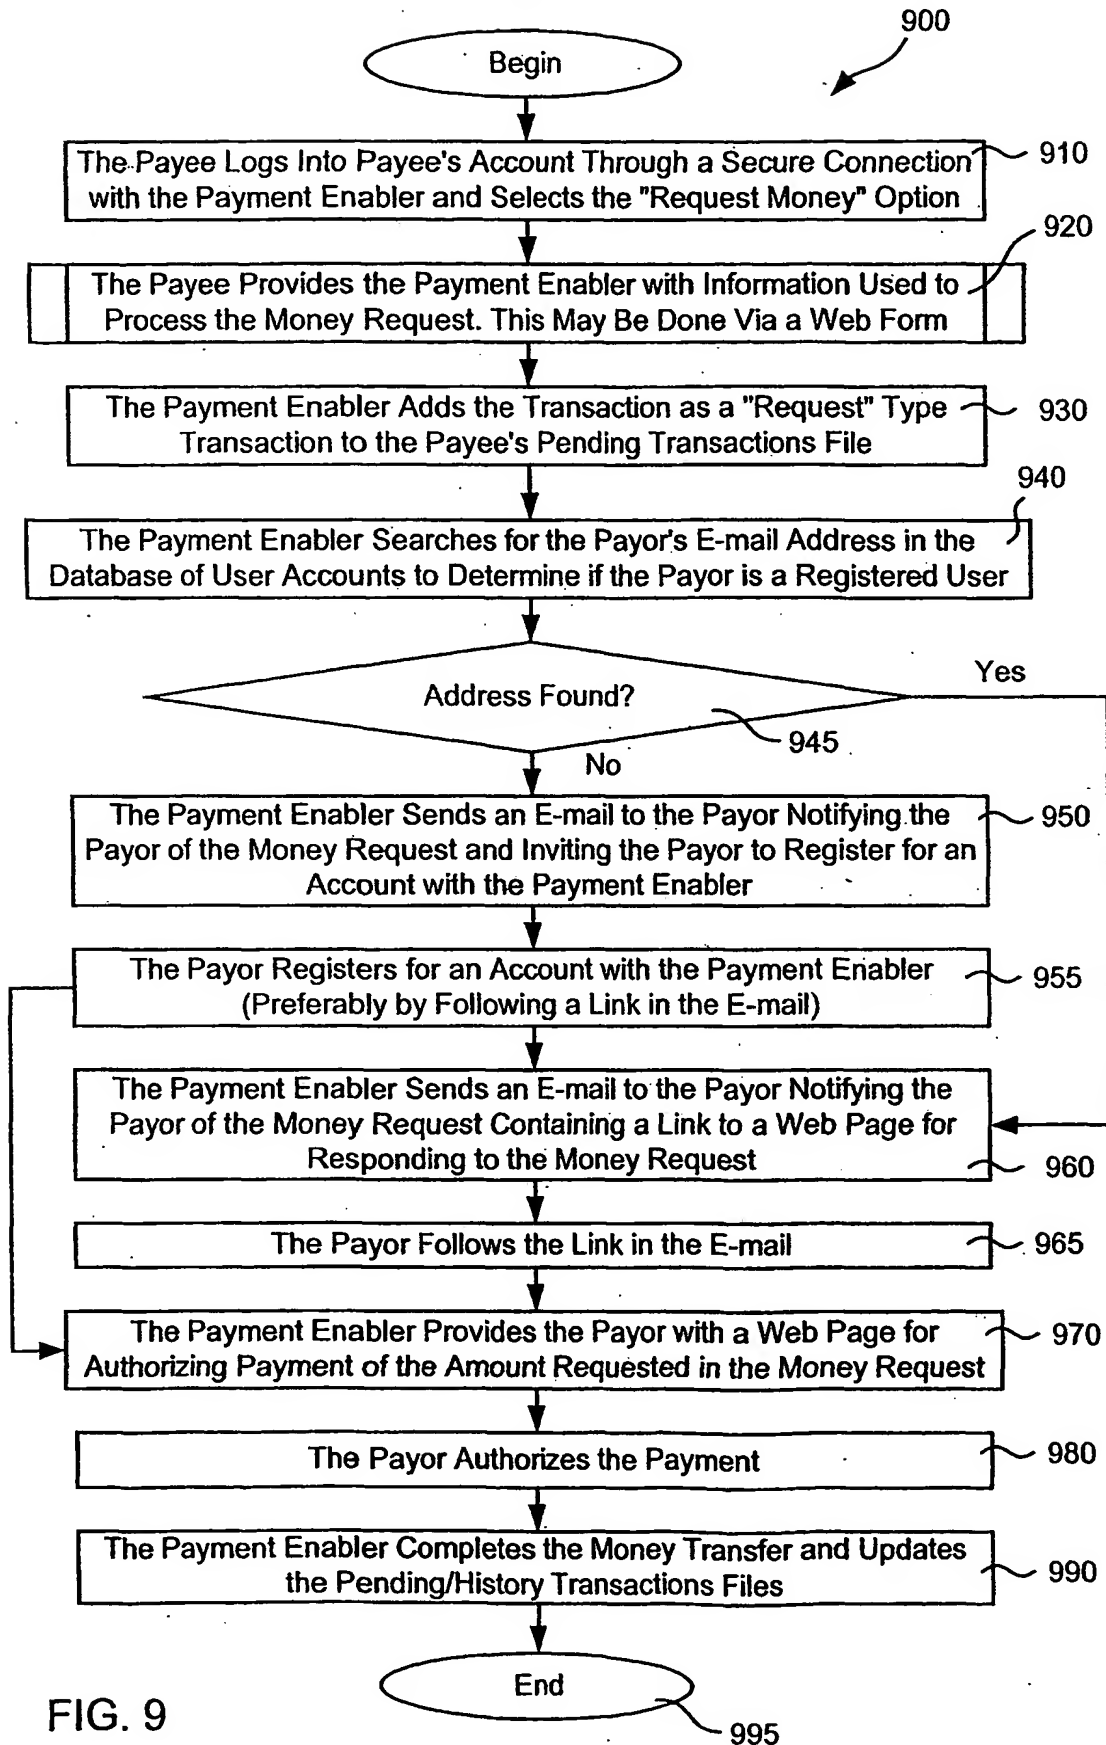 900
Begin
The Payee Logs Into Payee's Account Through a Secure Connection
with the Payment Enabler and Selects the "Request Money" Option
910
920
The Payee Provides the Payment Enabler with Information Used to
Process the Money Request. This May Be Done Via a Web Form
The Payment Enabler Adds the Transaction as a "Request" Type
Transaction to the Payee's Pending Transactions File
930
940
The Payment Enabler Searches for the Payor's E-mail Address in the
Database of User Accounts to Determine if the Payor is a Registered User
Address Found?
Yes
945
No
The Payment Enabler Sends an E-mail to the Payor Notifying the
Payor of the Money Request and Inviting the Payor to Register for an
Account with the Payment Enabler
950
The Payor Registers for an Account with the Payment Enabler
(Preferably by Following a Link in the E-mail)
955
The Payment Enabler Sends an E-mail to the Payor Notifying the
Payor of the Money Request Containing a Link to a Web Page for
Responding to the Money Request
960
The Payor Follows the Link in the E-mail
965
The Payment Enabler Provides the Payor with a Web Page for
Authorizing Payment of the Amount Requested in the Money Request
970
The Payor Authorizes the Payment
980
The Payment Enabler Completes the Money Transfer and Updates
the Pending/History Transactions Files
990
End
995
FIG. 9